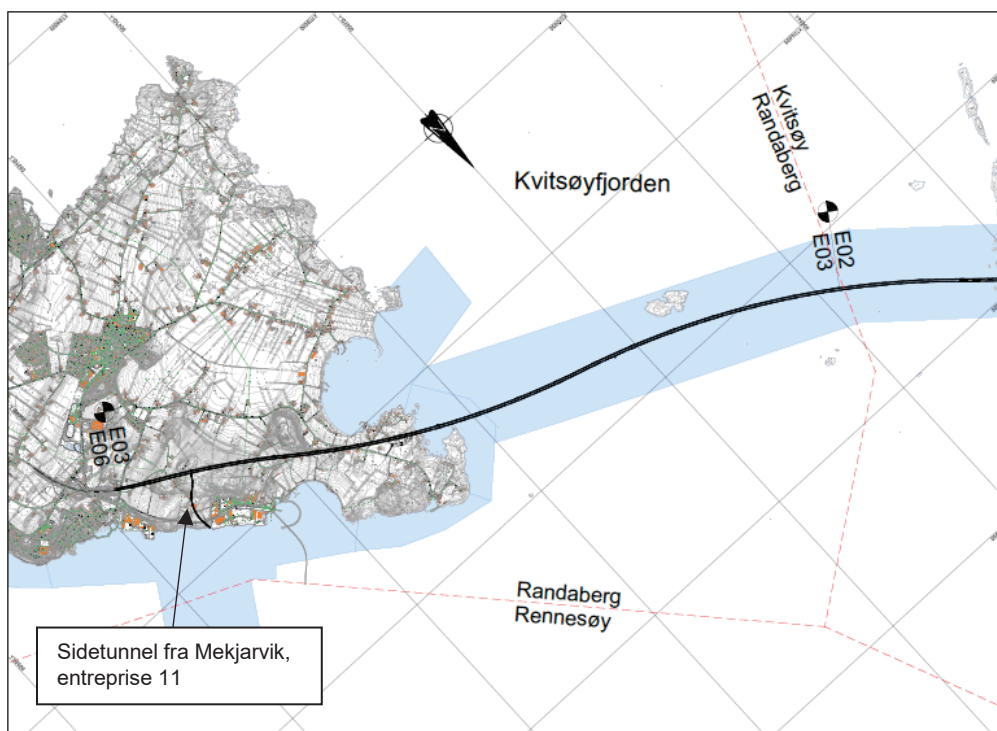 Kvitsøy
Randaberg
Kvitsøyfjorden
E02
E03
E03
E06
Randaberg
Rennesøy
Sidetunnel fra Mekjarvik,
entreprise 11